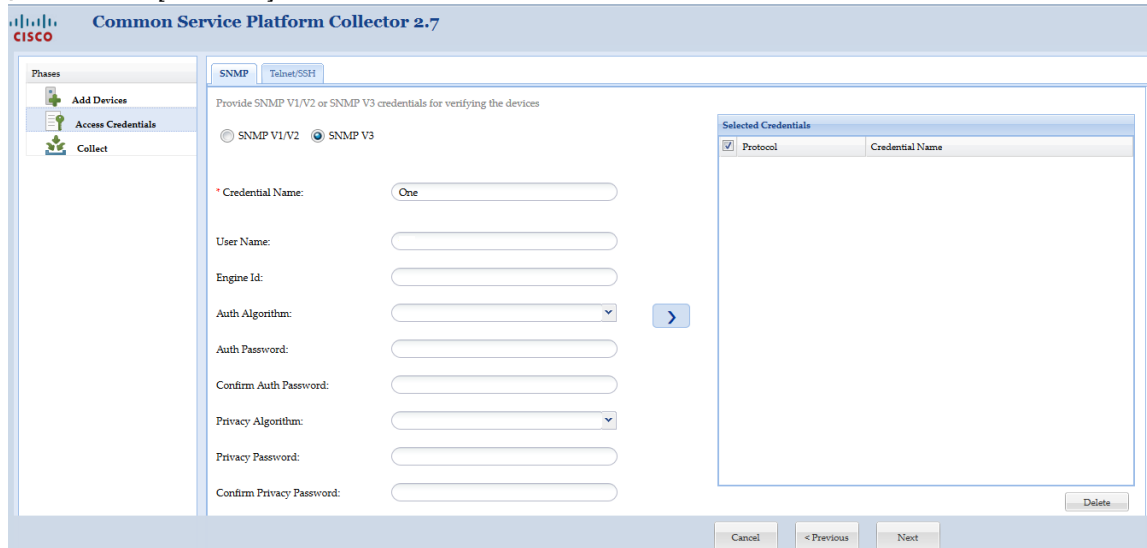 CISCO
Common Service Platform Collector 2.7
Phases
Add Devices
Access Credentials
Collect
SNMP Telnet/SSH
Provide SNMP V1/V2 or SNMP V3 credentials for verifying the devices
SNMP V1/V2 SNMP V3
* Credential Name: One
User Name:
Engine Id:
Auth Algorithm:
Auth Password:
Confirm Auth Password:
Privacy Algorithm:
Privacy Password:
Confirm Privacy Password:
>
Selected Credentials
Protocol Credential Name
Delete
Cancel < Previous Next